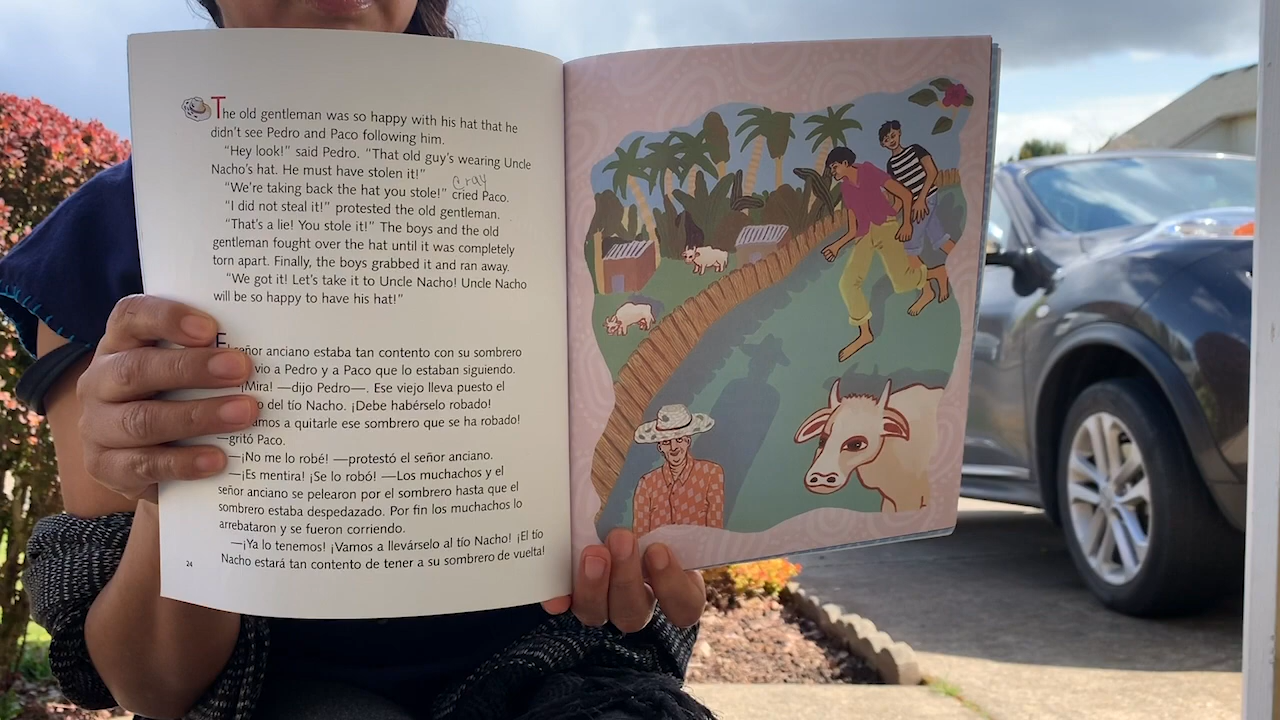 The old gentleman was so happy with his hat that he
didn't see Pedro and Paco following him.
"Hey look!" said Pedro. "That old guy's wearing Uncle
Nacho's hat. He must have stolen it!"
cray
"We're taking back the hat you stole!" cried Paco.
"I did not steal it!" protested the old gentleman.
"That's a lie! You stole it!" The boys and the old
gentleman fought over the hat until it was completely
torn apart. Finally, the boys grabbed it and ran away.
"We got it! Let's take it to Uncle Nacho! Uncle Nacho
will be so happy to have his hat!"
señor anciano estaba tan contento con su sombrero
vio a Pedro y a Paco que lo estaban siguiendo.
¡Mira! —dijo Pedro—. Ese viejo lleva puesto el
del tío Nacho. ¡Debe habérselo robado!
a quitarle ese sombrero que se ha robado!
—gritó Paco.
—¡No me lo robé! —protestó el señor anciano.
—¡Es mentira! ¡Se lo robó! —Los muchachos y el
señor anciano se pelearon por el sombrero hasta que el
sombrero estaba despedazado. Por fin los muchachos lo
arrebataron y se fueron corriendo.
—¡Ya lo tenemos! ¡Vamos a llevárselo al tío Nacho! ¡El tío
Nacho estará tan contento de tener a su sombrero de vuelta!
24